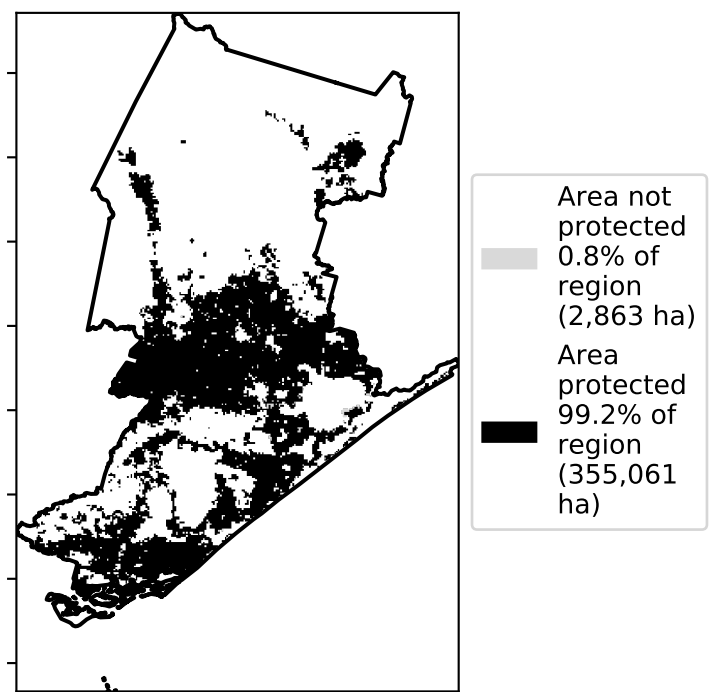 Area not
protected
0.8% of
region
(2,863 ha)
Area
protected
99.2% of
region
(355,061
ha)